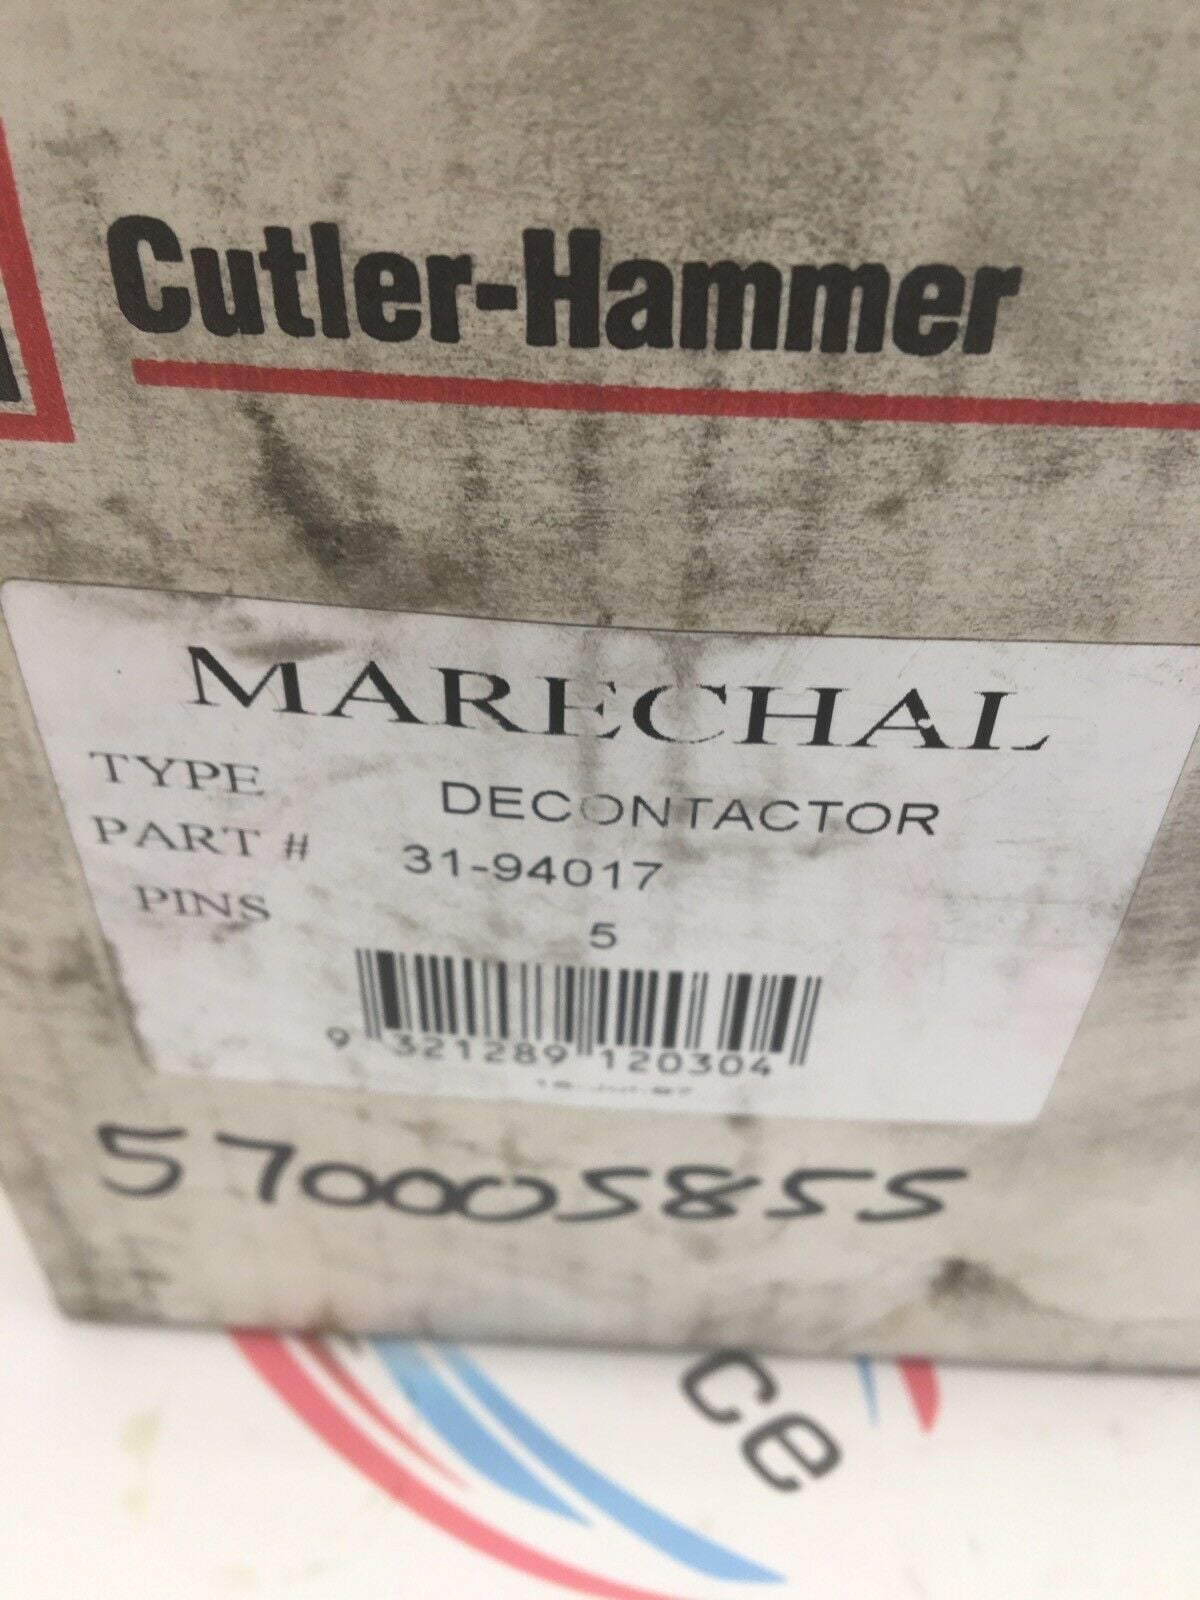 Cutler-Hammer
MARECHAL
TYPE DECONTACTOR
PART # 31-94017
PINS 5
9 321289 120304
570005855
ce